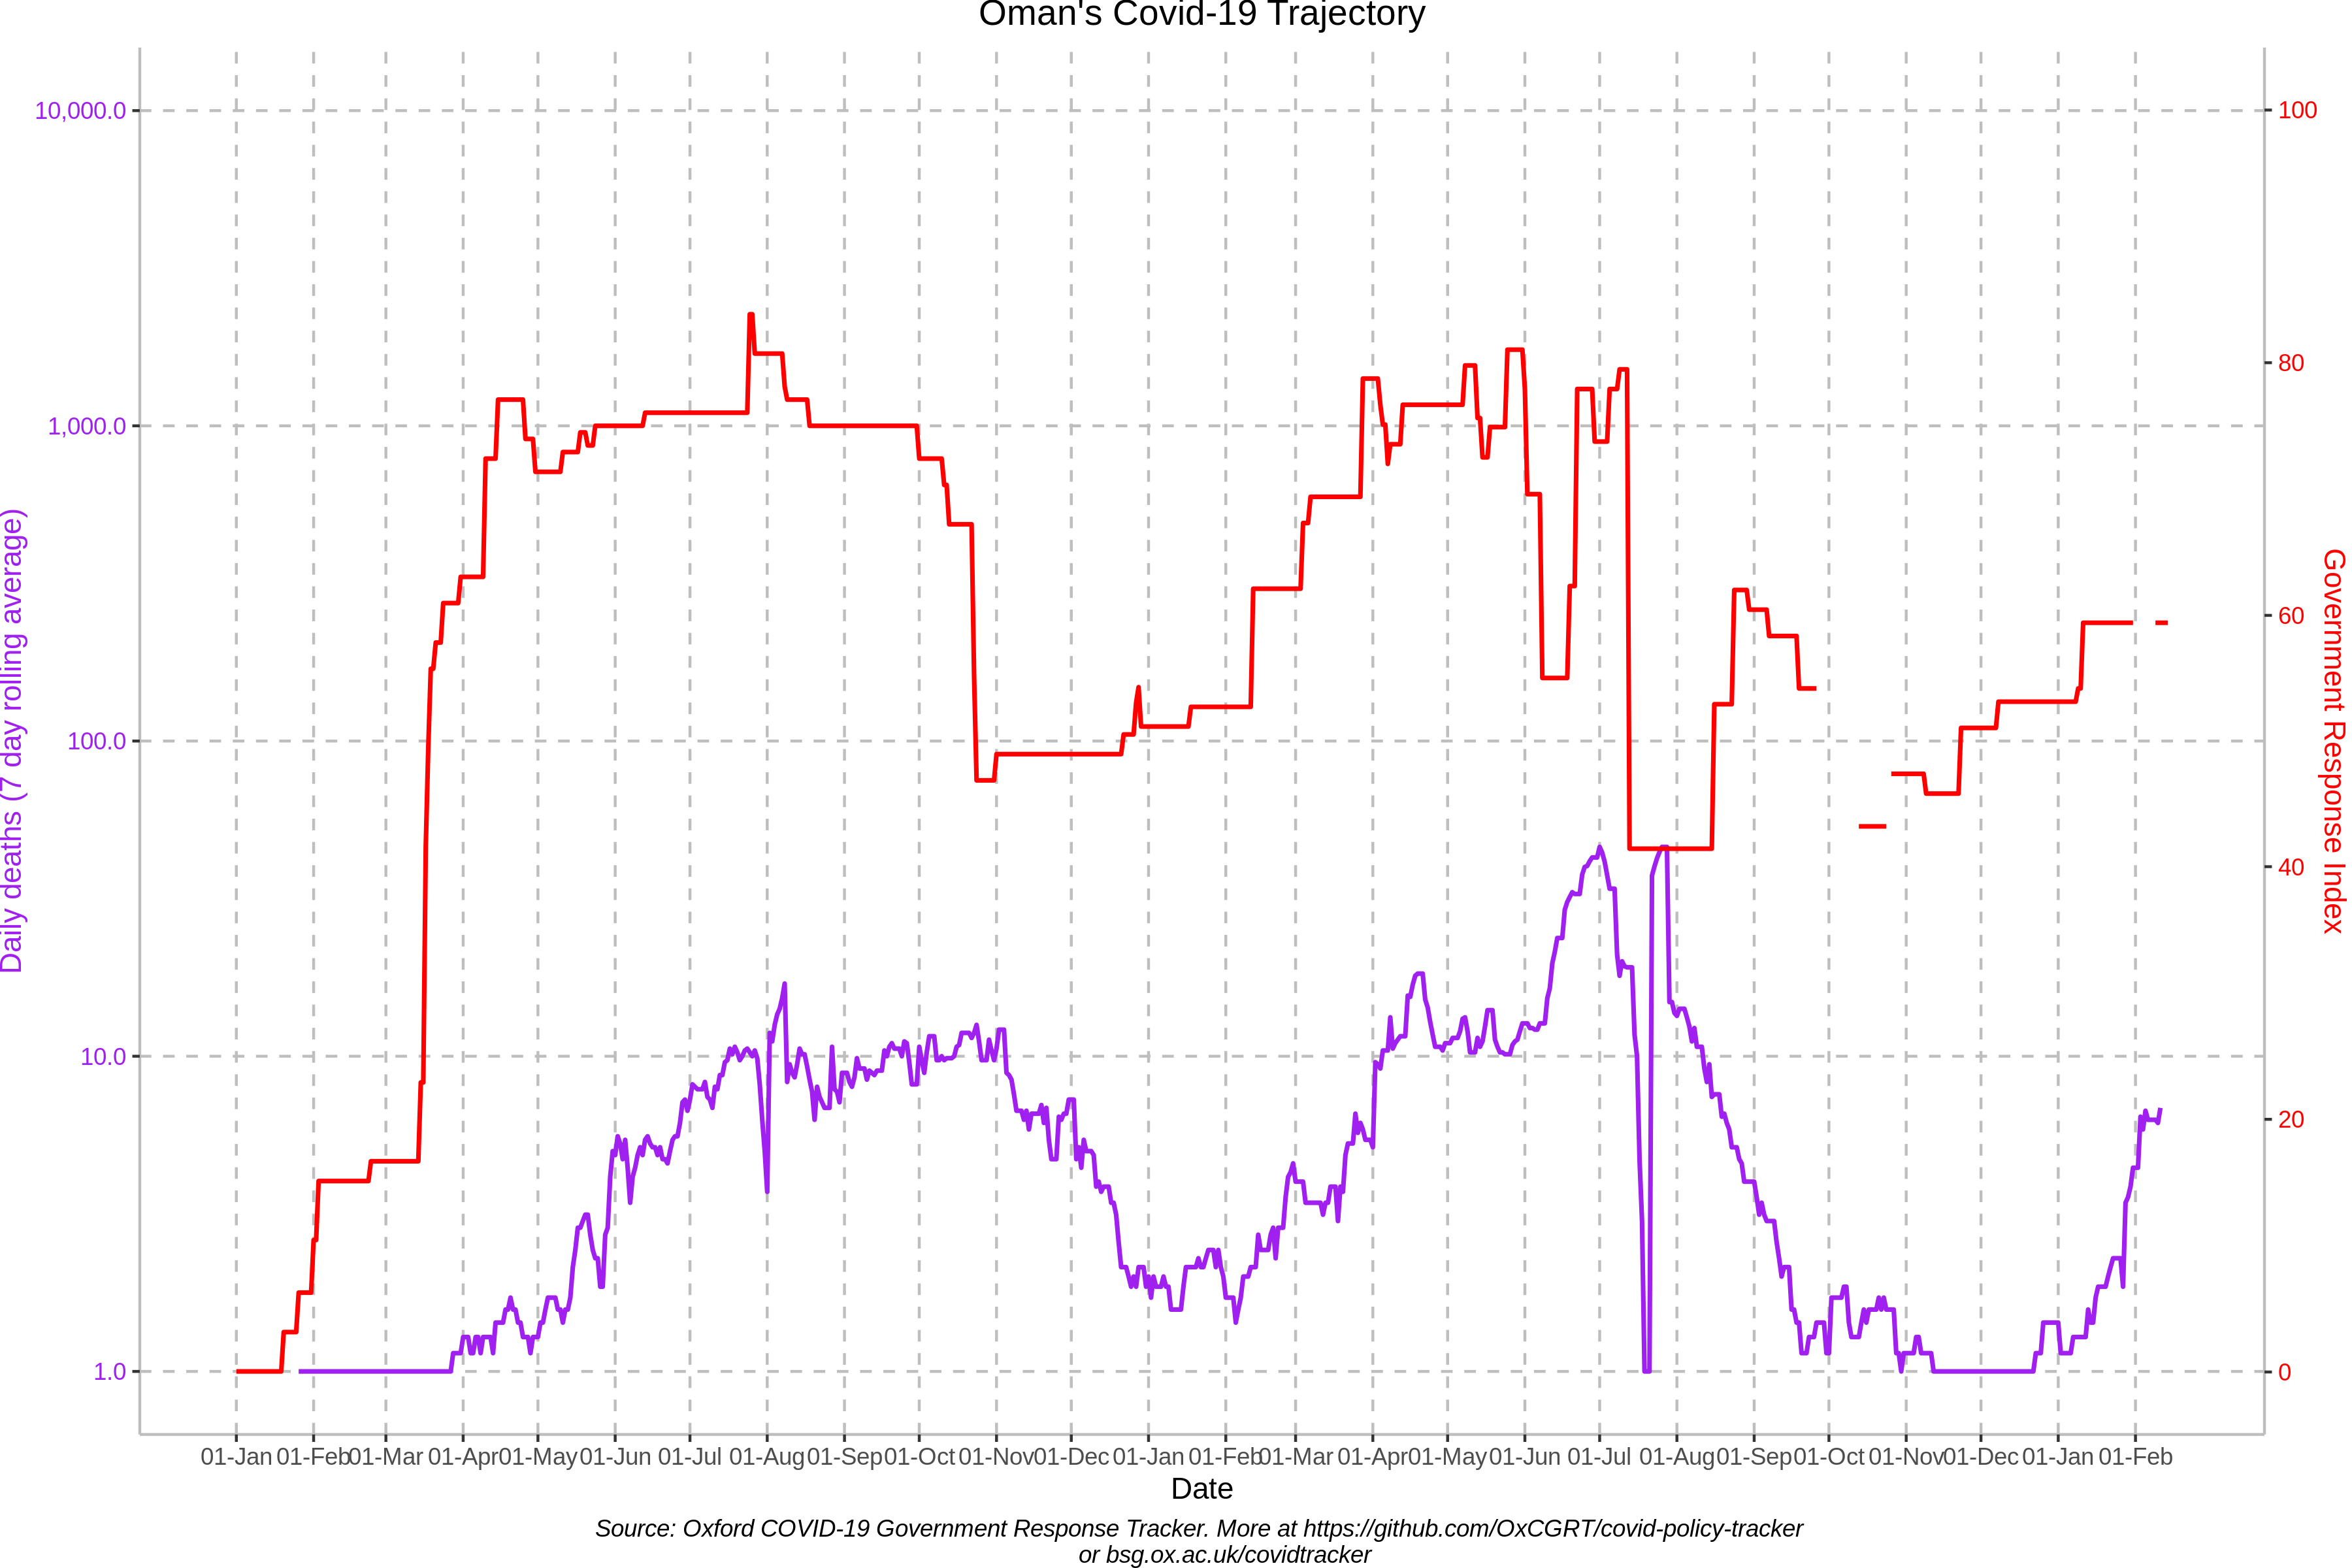 Oman's Covid-19 Trajectory
10,000.0
1,000.0
100.0
10.0
1.0
Daily deaths (7 day rolling average)
100
80
60
40
20
0
Government Response Index
01-Jan 01-Feb 01-Mar 01-Apr 01-May 01-Jun 01-Jul 01-Aug 01-Sep 01-Oct 01-Nov 01-Dec 01-Jan 01-Feb 01-Mar 01-Apr 01-May 01-Jun 01-Jul 01-Aug 01-Sep 01-Oct 01-Nov 01-Dec 01-Jan 01-Feb
Date
Source: Oxford COVID-19 Government Response Tracker. More at https://github.com/OxCGRT/covid-policy-tracker
or bsg.ox.ac.uk/covidtracker